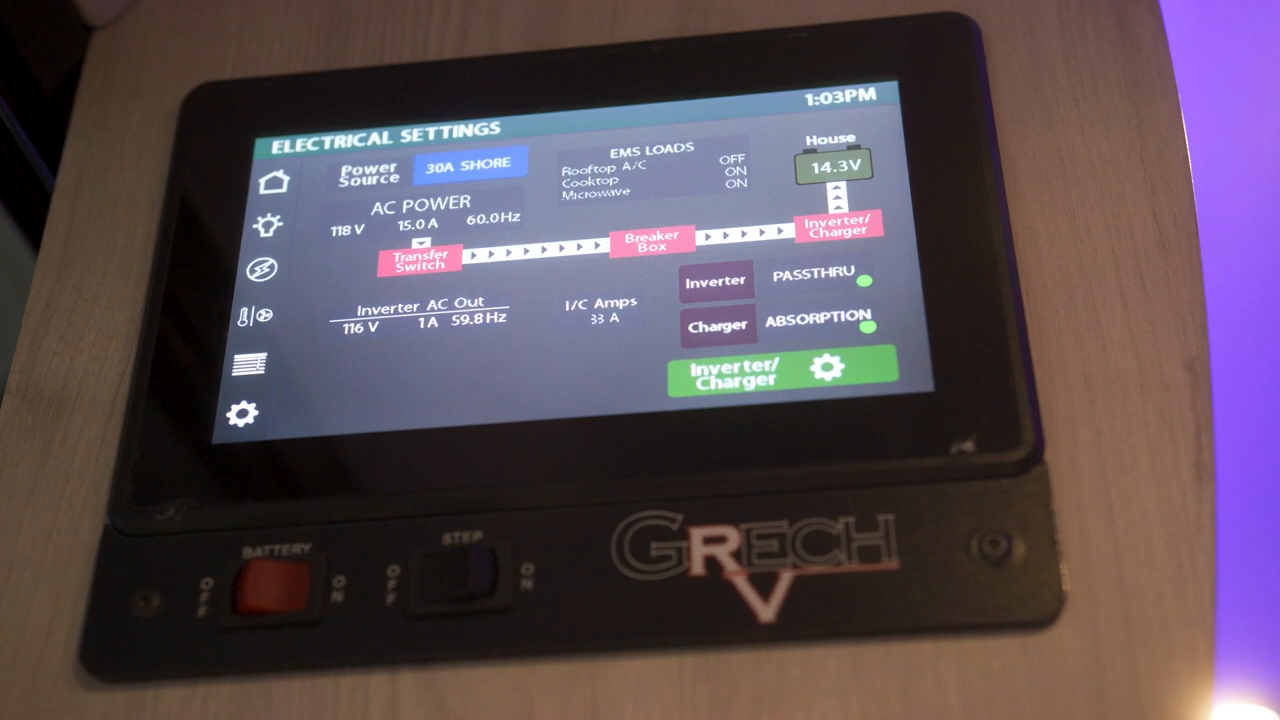 1:03PM
ELECTRICAL SETTINGS
Power
Source
30A SHORE
EMS LOADS
Rooftop A/C OFF
Cooktop ON
Microwave ON
House
14.3V
AC POWER
118 V 15.0 A 60.0Hz
Transfer
Switch
Breaker
Box
Inverter/
Charger
Inverter PASSTHRU
Inverter AC Out
116 V 1 A 59.8 Hz
I/C Amps
33 A
Charger ABSORPTION
Inverter/
Charger
BATTERY
OFF
ON
STEP
OFF
ON
GRECH
RV